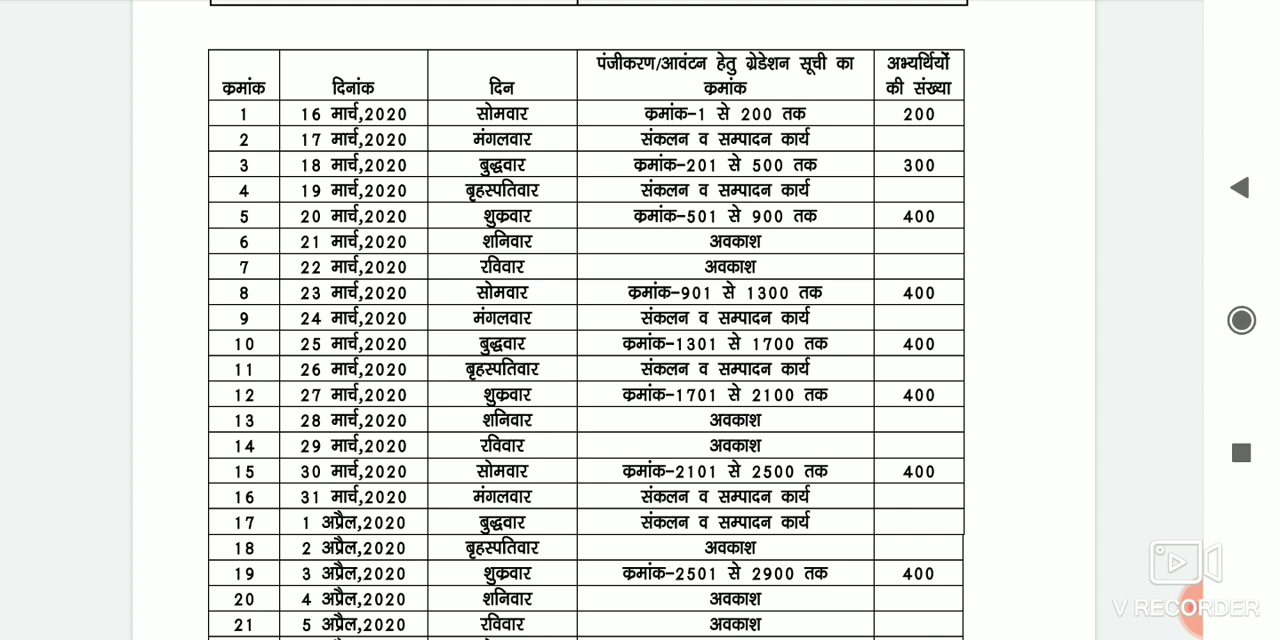 पंजीकरण/आवंटन हेतु ग्रेडेशन सूची का अभ्यर्थियों
क्रमांक दिनांक दिन क्रमांक की संख्या
1 16 मार्च,2020 सोमवार क्रमांक-1 से 200 तक 200
2 17 मार्च,2020 मंगलवार संकलन व सम्पादन कार्य
3 18 मार्च,2020 बुद्धवार क्रमांक-201 से 500 तक 300
4 19 मार्च,2020 बृहस्पतिवार संकलन व सम्पादन कार्य
5 20 मार्च,2020 शुक्रवार क्रमांक-501 से 900 तक 400
6 21 मार्च,2020 शनिवार अवकाश
7 22 मार्च,2020 रविवार अवकाश
8 23 मार्च,2020 सोमवार क्रमांक-901 से 1300 तक 400
9 24 मार्च,2020 मंगलवार संकलन व सम्पादन कार्य
10 25 मार्च,2020 बुद्धवार क्रमांक-1301 से 1700 तक 400
11 26 मार्च,2020 बृहस्पतिवार संकलन व सम्पादन कार्य
12 27 मार्च,2020 शुक्रवार क्रमांक-1701 से 2100 तक 400
13 28 मार्च,2020 शनिवार अवकाश
14 29 मार्च,2020 रविवार अवकाश
15 30 मार्च,2020 सोमवार क्रमांक-2101 से 2500 तक 400
16 31 मार्च,2020 मंगलवार संकलन व सम्पादन कार्य
17 1 अप्रैल,2020 बुद्धवार संकलन व सम्पादन कार्य
18 2 अप्रैल,2020 बृहस्पतिवार अवकाश
19 3 अप्रैल,2020 शुक्रवार क्रमांक-2501 से 2900 तक 400
20 4 अप्रैल,2020 शनिवार अवकाश
21 5 अप्रैल,2020 रविवार अवकाश
V RECORDER